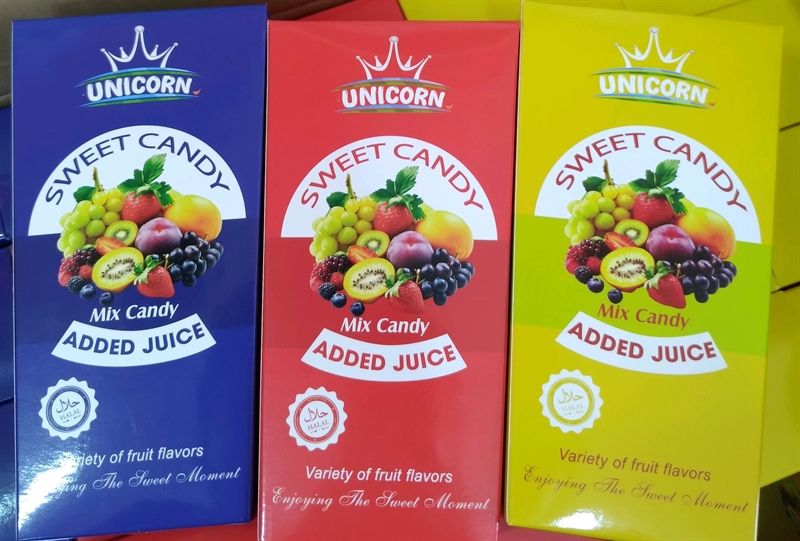 UNICORN
SWEET CANDY
Mix Candy
ADDED JUICE
حلال
HALAL
Variety of fruit flavors
Enjoying The Sweet Moment
UNICORN
SWEET CANDY
Mix Candy
ADDED JUICE
حلال
HALAL
Variety of fruit flavors
Enjoying The Sweet Moment
UNICORN
SWEET CANDY
Mix Candy
ADDED JUICE
حلال
HALAL
Variety of fruit flavors
Enjoying The Sweet Moment